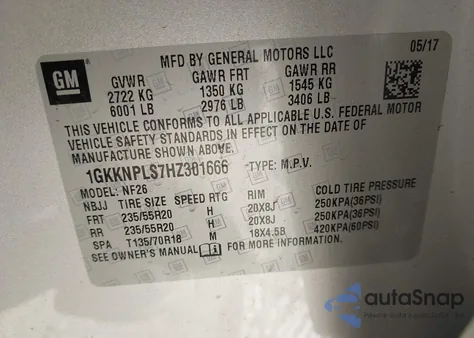 GM
MFD BY GENERAL MOTORS LLC 05/17
GVWR GAWR FRT GAWR RR
2722 KG 1350 KG 1545 KG
6001 LB 2976 LB 3406 LB
THIS VEHICLE CONFORMS TO ALL APPLICABLE U.S. FEDERAL MOTOR
VEHICLE SAFETY STANDARDS IN EFFECT ON THE DATE OF
MANUFACTURE SHOWN ABOVE.
1GKKNPLS7HZ301666 TYPE: M.P.V.
MODEL: NF26
NBJJ TIRE SIZE SPEED RTG RIM COLD TIRE PRESSURE
FRT 235/55R20 H 20X8J 250KPA(36PSI)
RR 235/55R20 H 20X8J 250KPA(36PSI)
SPA T135/70R18 M 18X4.5B 420KPA(60PSI)
SEE OWNER'S MANUAL FOR MORE INFORMATION.
autoSnap